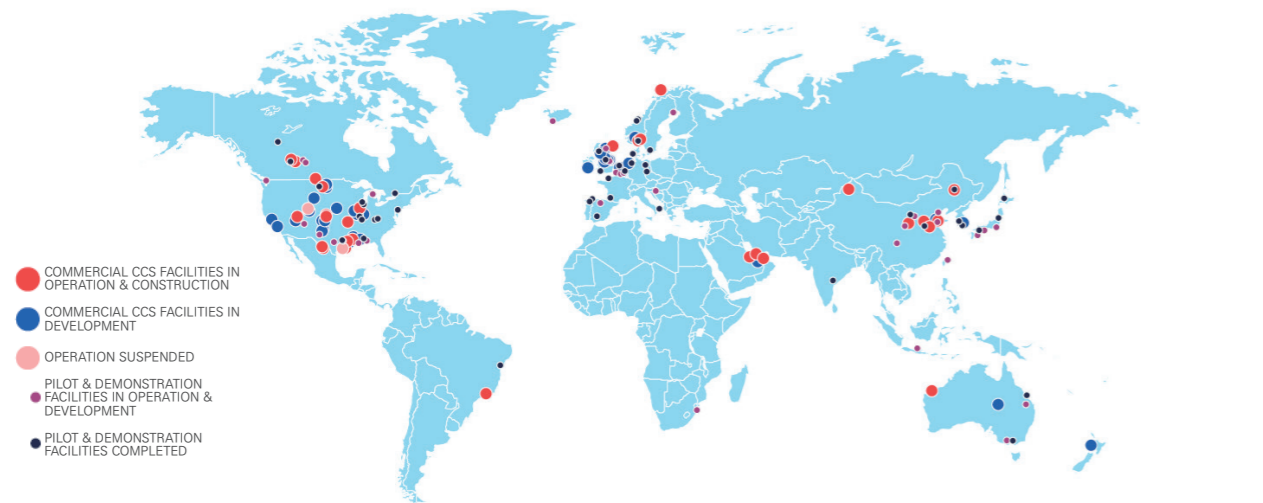 COMMERCIAL CCS FACILITIES IN
OPERATION & CONSTRUCTION
COMMERCIAL CCS FACILITIES IN
DEVELOPMENT
OPERATION SUSPENDED
PILOT & DEMONSTRATION
FACILITIES IN OPERATION &
DEVELOPMENT
PILOT & DEMONSTRATION
FACILITIES COMPLETED